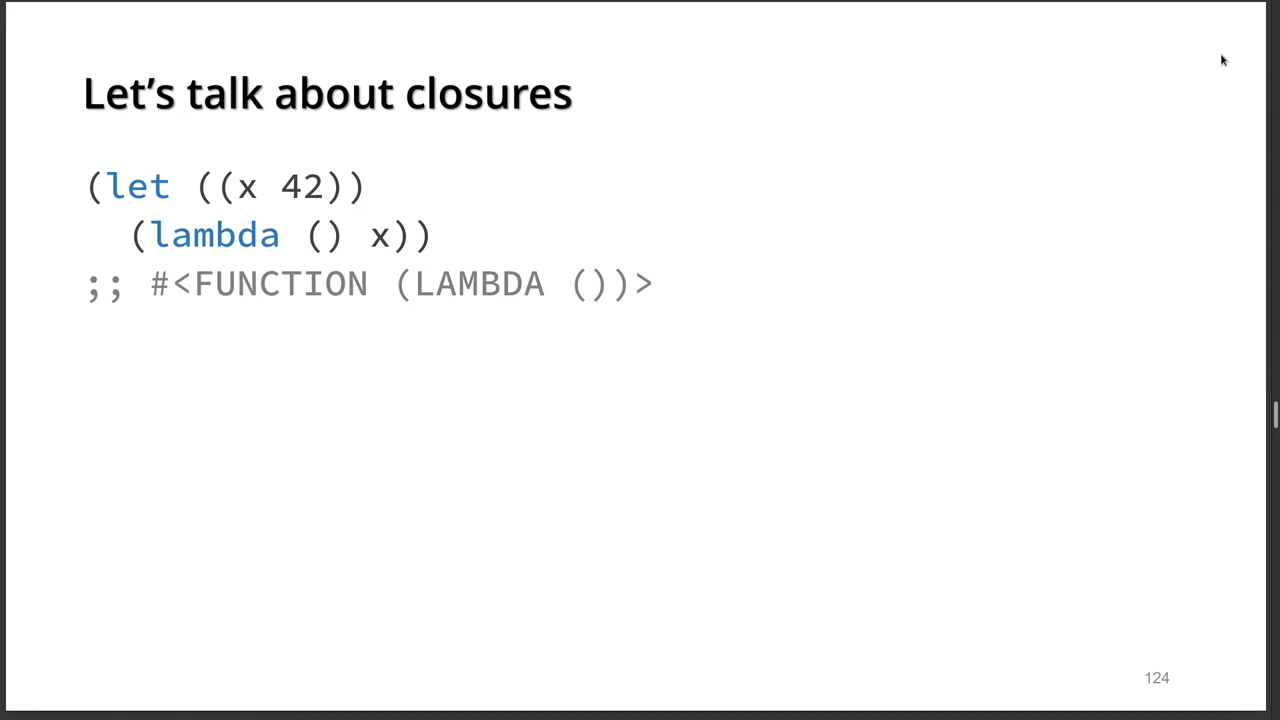 Let’s talk about closures
(let ((x 42))
  (lambda () x))
;; #<FUNCTION (LAMBDA ())>
124